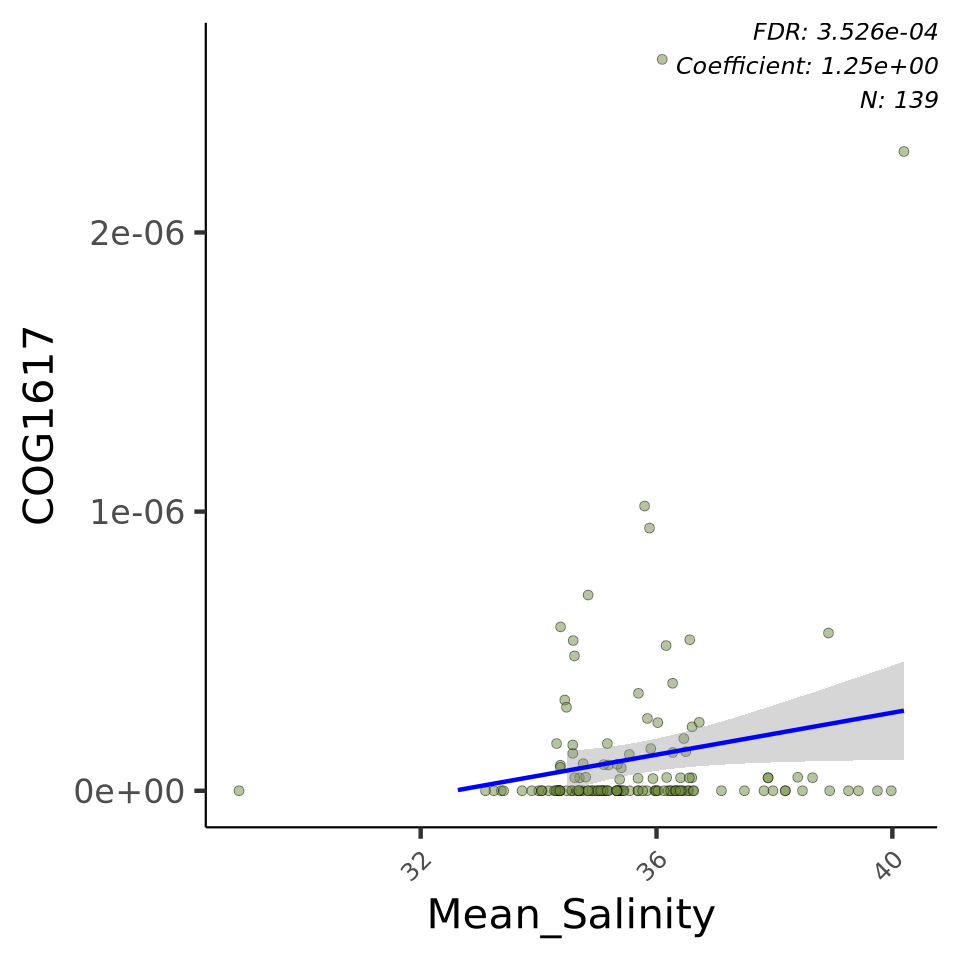 FDR: 3.526e-04
Coefficient: 1.25e+00
N: 139
2e-06
1e-06
0e+00
COG1617
32
36
40
Mean_Salinity